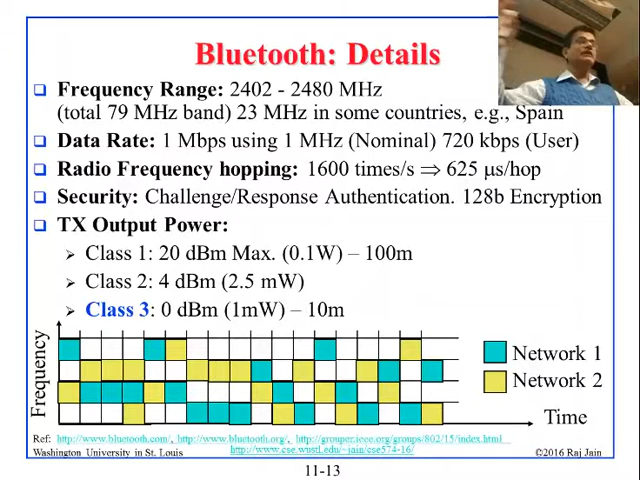 Bluetooth: Details
Frequency Range: 2402 - 2480 MHz
(total 79 MHz band) 23 MHz in some countries, e.g., Spain
Data Rate: 1 Mbps using 1 MHz (Nominal) 720 kbps (User)
Radio Frequency hopping: 1600 times/s ⇒ 625 μs/hop
Security: Challenge/Response Authentication. 128b Encryption
TX Output Power:
Class 1: 20 dBm Max. (0.1W) – 100m
Class 2: 4 dBm (2.5 mW)
Class 3: 0 dBm (1mW) – 10m
Frequency
Network 1
Network 2
Time
Ref: http://www.bluetooth.com/, http://www.bluetooth.org/, http://grouper.ieee.org/groups/802/15/index.html
Washington University in St. Louis
http://www.cse.wustl.edu/~jain/cse574-16/
©2016 Raj Jain
11-13